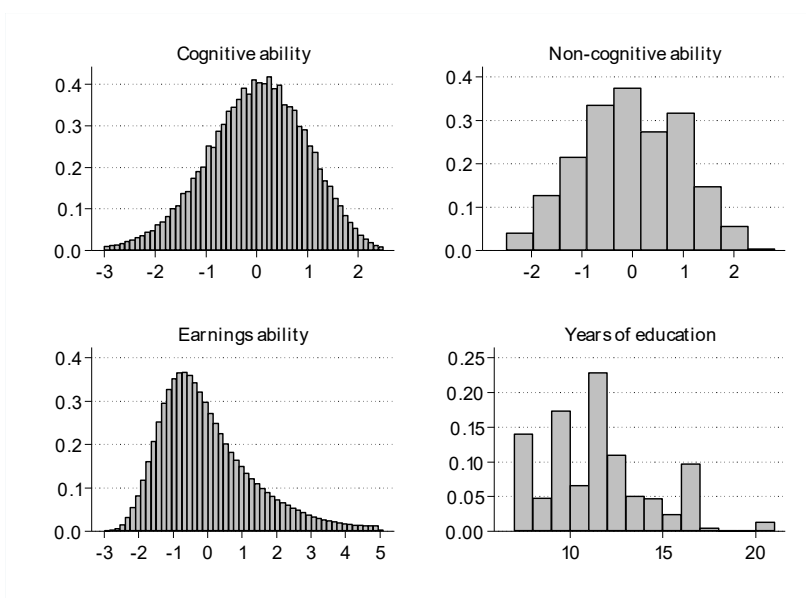 Cognitive ability
0.4
0.3
0.2
0.1
0.0
-3 -2 -1 0 1 2
Non-cognitive ability
0.4
0.3
0.2
0.1
0.0
-2 -1 0 1 2
Earnings ability
0.4
0.3
0.2
0.1
0.0
-3 -2 -1 0 1 2 3 4 5
Years of education
0.25
0.20
0.15
0.10
0.05
0.00
10 15 20